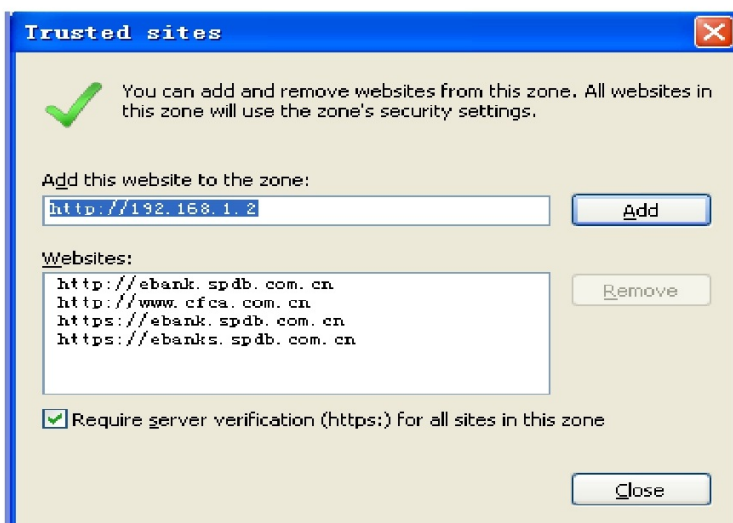 Trusted sites
You can add and remove websites from this zone. All websites in
this zone will use the zone's security settings.
Add this website to the zone:
http://192.168.1.2
Add
Websites:
http://ebank.spdb.com.cn
http://www.cfca.com.cn
https://ebank.spdb.com.cn
https://ebanks.spdb.com.cn
Remove
Require server verification (https:) for all sites in this zone
Close